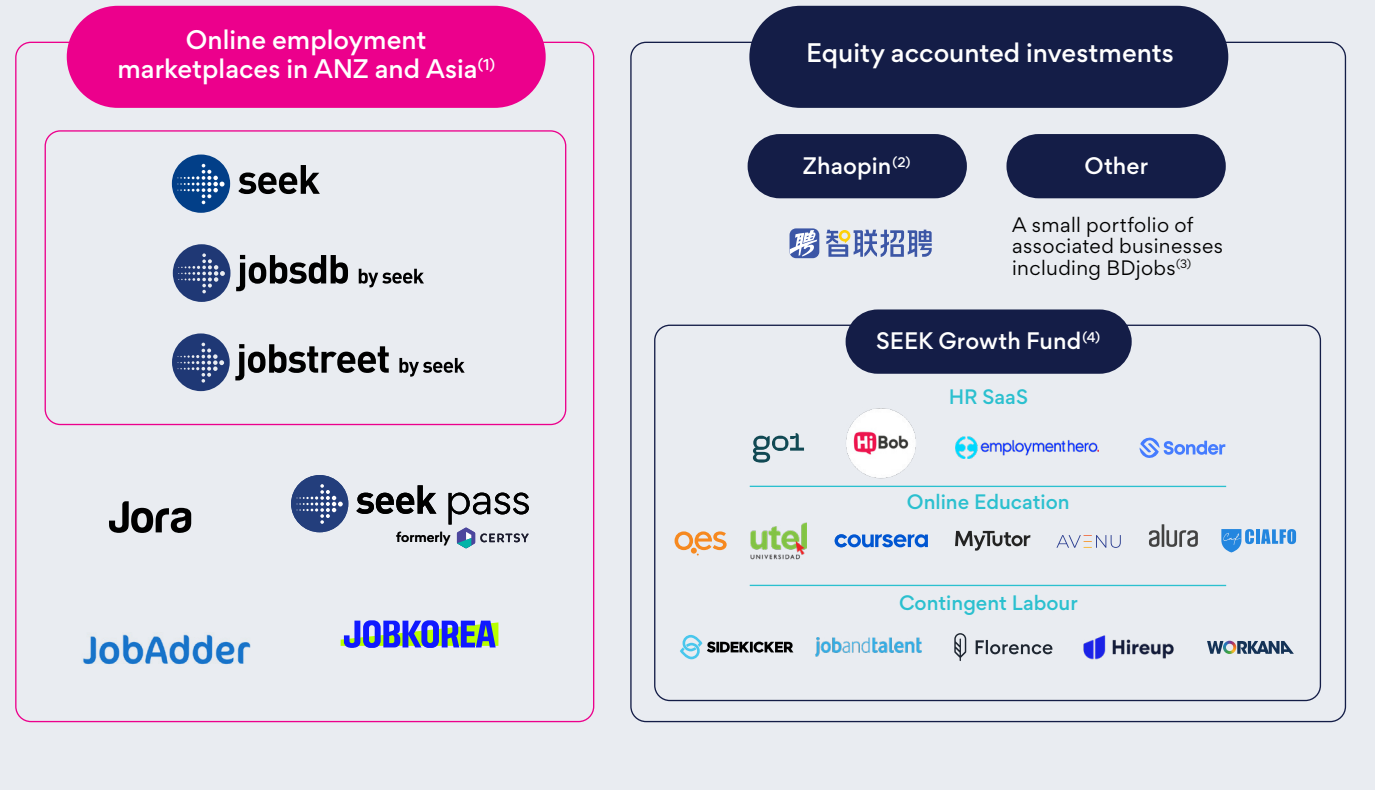 Online employment
marketplaces in ANZ and Asia(1)
seek
jobsdb by seek
jobstreet by seek
Jora
seek pass
formerly CERTSY
JobAdder
JOBKOREA
Equity accounted investments
Zhaopin(2)
聘 智联招聘
Other
A small portfolio of
associated businesses
including BDjobs(3)
SEEK Growth Fund(4)
HR SaaS
go1 HiBob employmenthero. Sonder
Online Education
oes utel coursera MyTutor AVENU alura CIALFO
UNIVERSIDAD
Contingent Labour
SIDEKICKER jobandtalent Florence Hireup WORKANA